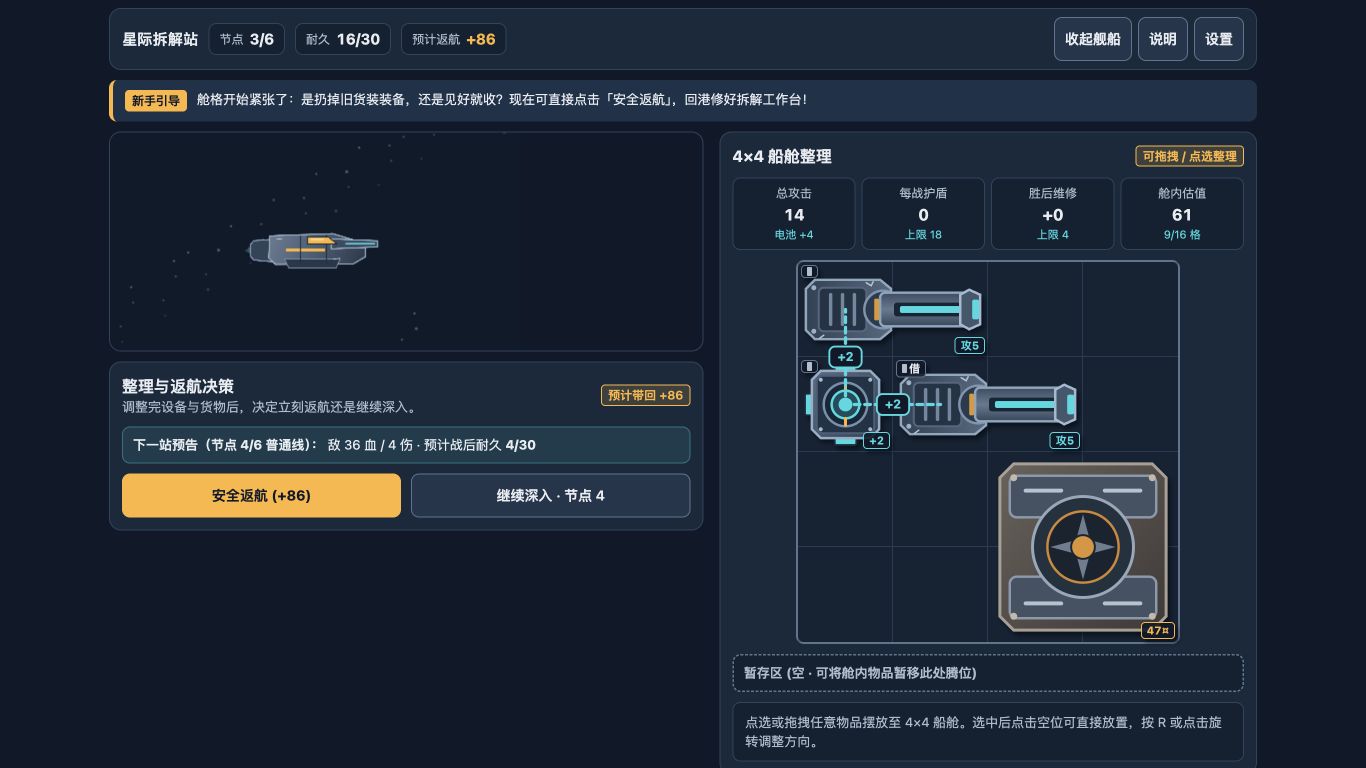 星际拆解站
节点 3/6
耐久 16/30
预计返航 +86
收起舰船
说明
设置
新手引导
舱格开始紧张了：是扔掉旧货装装备，还是见好就收？现在可直接点击「安全返航」，回港修好拆解工作台！
整理与返航决策
调整完设备与货物后，决定立刻返航还是继续深入。
预计带回 +86
下一站预告（节点 4/6 普通线）： 敌 36 血 / 4 伤 · 预计战后耐久 4/30
安全返航 (+86)
继续深入 · 节点 4
4×4 船舱整理
可拖拽 / 点选整理
总攻击
14
电池 +4
每战护盾
0
上限 18
胜后维修
+0
上限 4
舱内估值
61
9/16 格
攻5
+2
借
+2
+2
攻5
47¤
暂存区 (空 · 可将舱内物品暂移此处腾位)
点选或拖拽任意物品摆放至 4×4 船舱。选中后点击空位可直接放置，按 R 或点击旋
转调整方向。